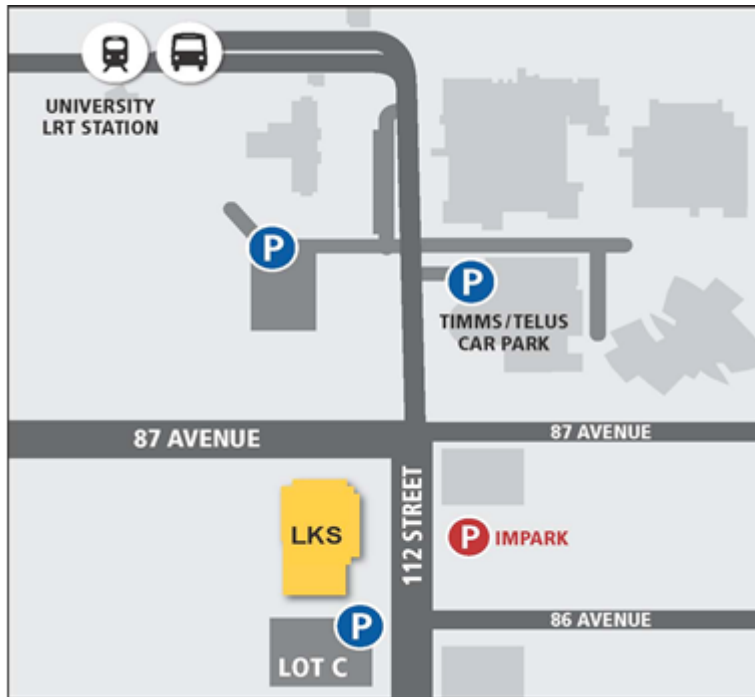 UNIVERSITY
LRT STATION
P
P
TIMMS/TELUS
CAR PARK
87 AVENUE
87 AVENUE
LKS
112 STREET
P IMPARK
P
86 AVENUE
LOT C